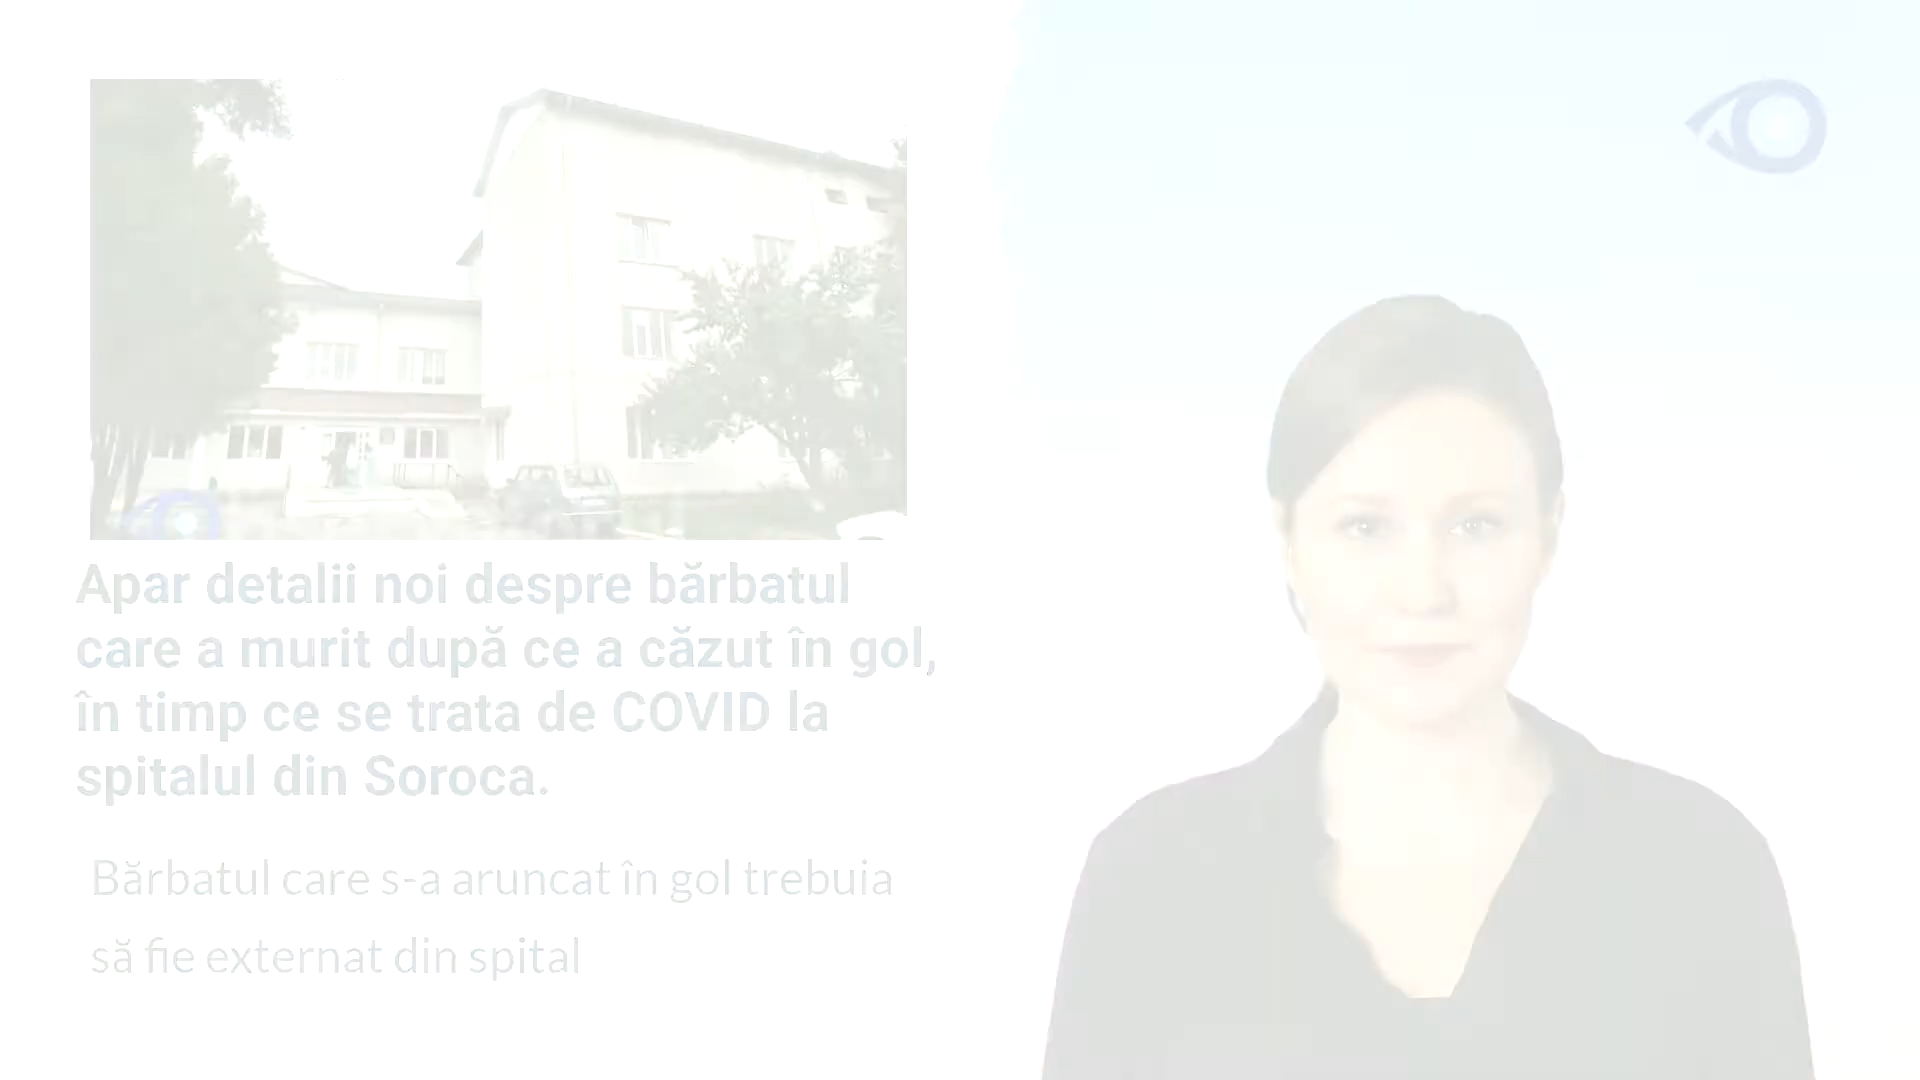 Apar detalii noi despre bărbatul
care a murit după ce a căzut în gol,
în timp ce se trata de COVID la
spitalul din Soroca.
Bărbatul care s-a aruncat în gol trebuia
să fie externat din spital